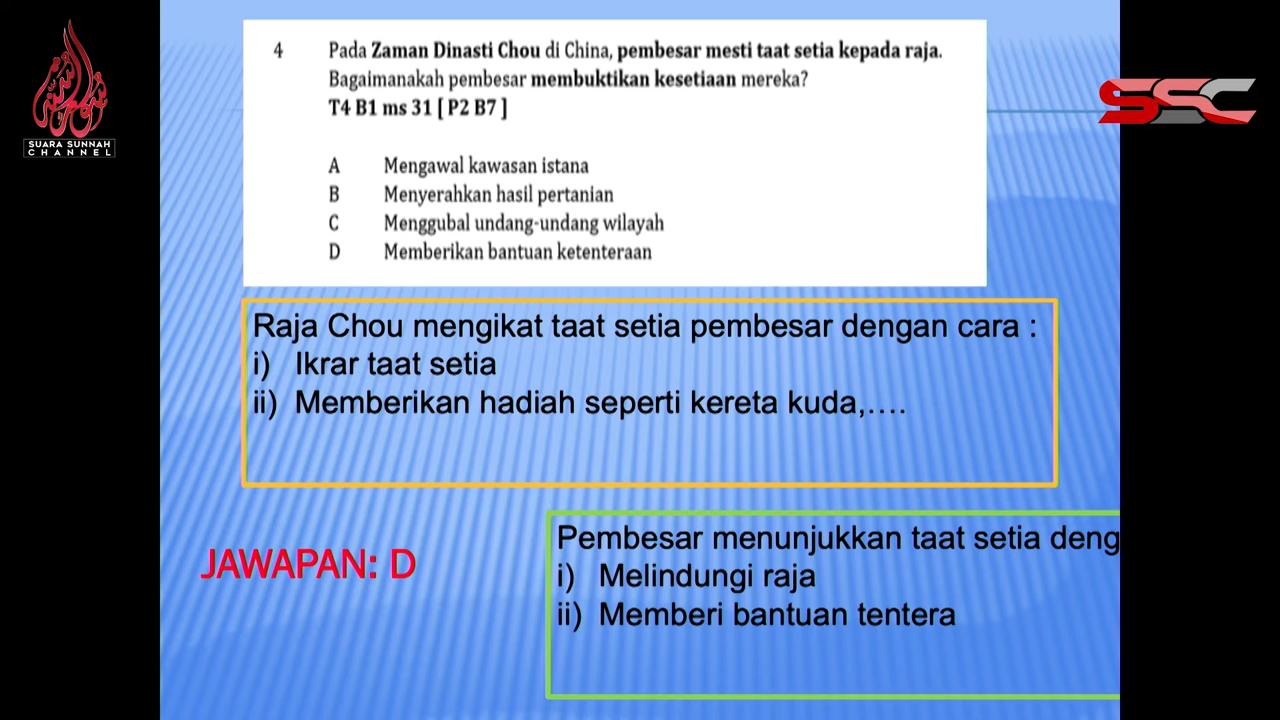 SUARA SUNNAH
CHANNEL
SSC
4 Pada Zaman Dinasti Chou di China, pembesar mesti taat setia kepada raja.
Bagaimanakah pembesar membuktikan kesetiaan mereka?
T4 B1 ms 31 [ P2 B7 ]
A Mengawal kawasan istana
B Menyerahkan hasil pertanian
C Menggubal undang-undang wilayah
D Memberikan bantuan ketenteraan
Raja Chou mengikat taat setia pembesar dengan cara :
i) Ikrar taat setia
ii) Memberikan hadiah seperti kereta kuda,....
JAWAPAN: D
Pembesar menunjukkan taat setia deng
i) Melindungi raja
ii) Memberi bantuan tentera